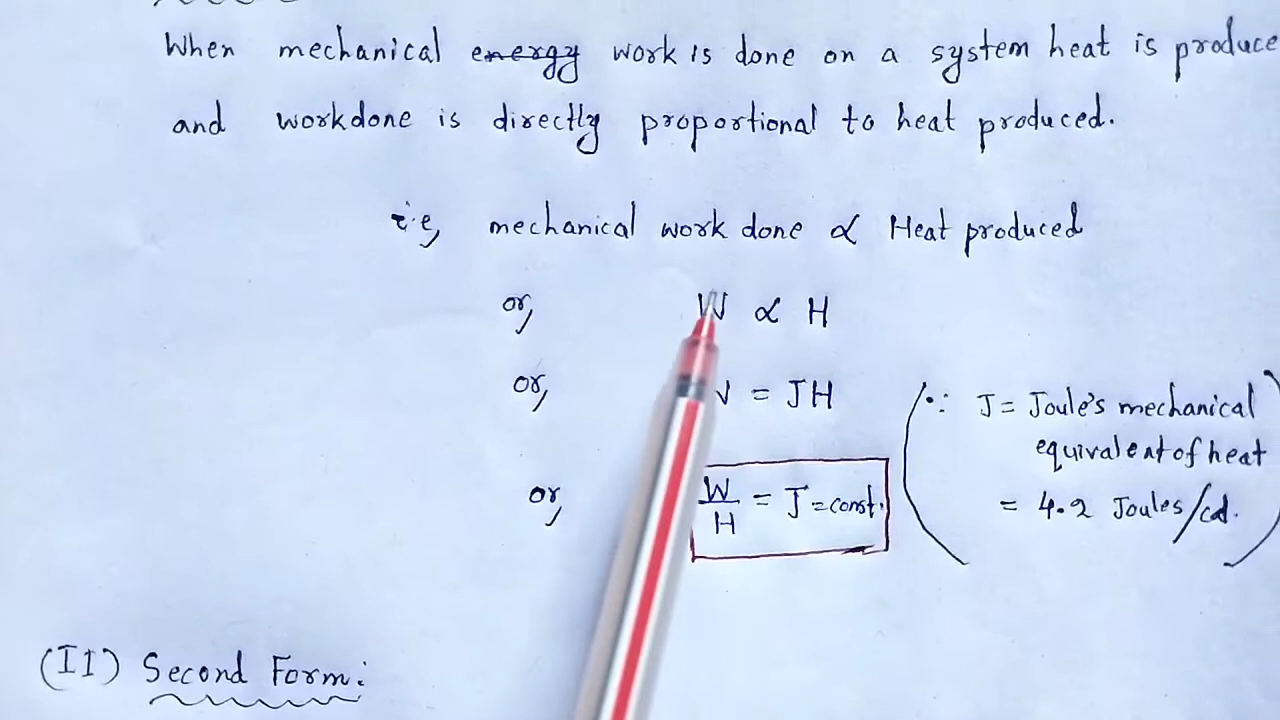 When mechanical energy work is done on a system heat is produce
and workdone is directly proportional to heat produced.
i.e, mechanical work done ∝ Heat produced
or, W ∝ H
or, W = JH
(∵ J = Joule's mechanical
equivalent of heat
= 4.2 Joules/cal.)
or, W/H = J = const.
(II) Second Form: